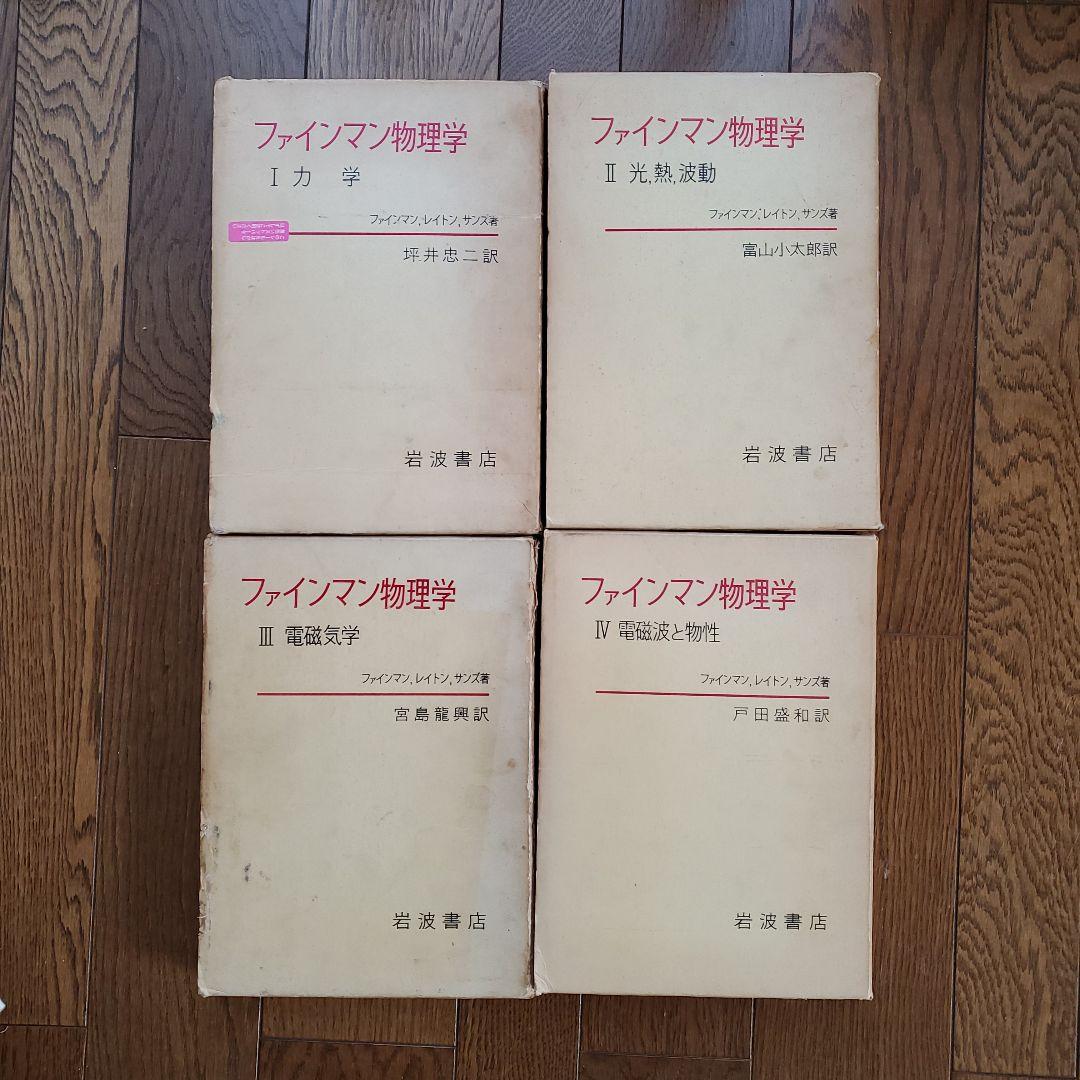 ファインマン物理学
Ⅰ 力 学
ファインマン, レイトン, サンズ著
坪井忠二訳
岩波書店
ファインマン物理学
Ⅱ 光, 熱, 波動
ファインマン, レイトン, サンズ著
富山小太郎訳
岩波書店
ファインマン物理学
Ⅲ 電磁気学
ファインマン, レイトン, サンズ著
宮島龍興訳
岩波書店
ファインマン物理学
Ⅳ 電磁波と物性
ファインマン, レイトン, サンズ著
戸田盛和訳
岩波書店